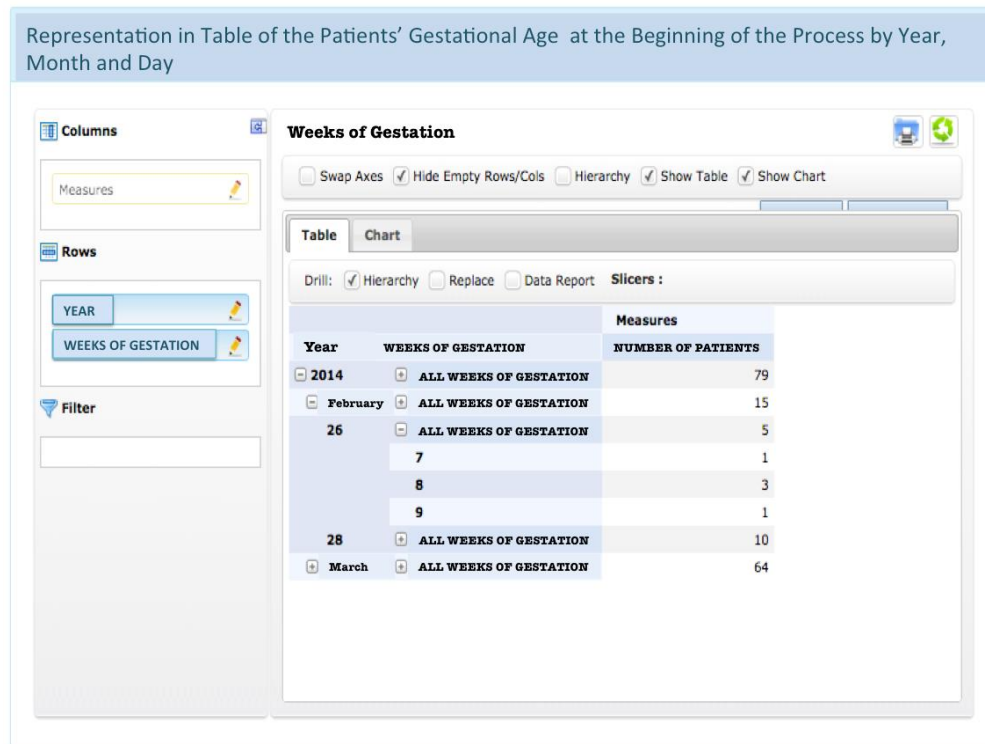 Representation in Table of the Patients’ Gestational Age at the Beginning of the Process by Year,
Month and Day
Columns
Measures
Rows
YEAR
WEEKS OF GESTATION
Filter
Weeks of Gestation
Swap Axes Hide Empty Rows/Cols Hierarchy Show Table Show Chart
Table Chart
Drill: Hierarchy Replace Data Report Slicers :
Measures
Year WEEKS OF GESTATION NUMBER OF PATIENTS
2014 ALL WEEKS OF GESTATION 79
February ALL WEEKS OF GESTATION 15
26 ALL WEEKS OF GESTATION 5
7 1
8 3
9 1
28 ALL WEEKS OF GESTATION 10
March ALL WEEKS OF GESTATION 64